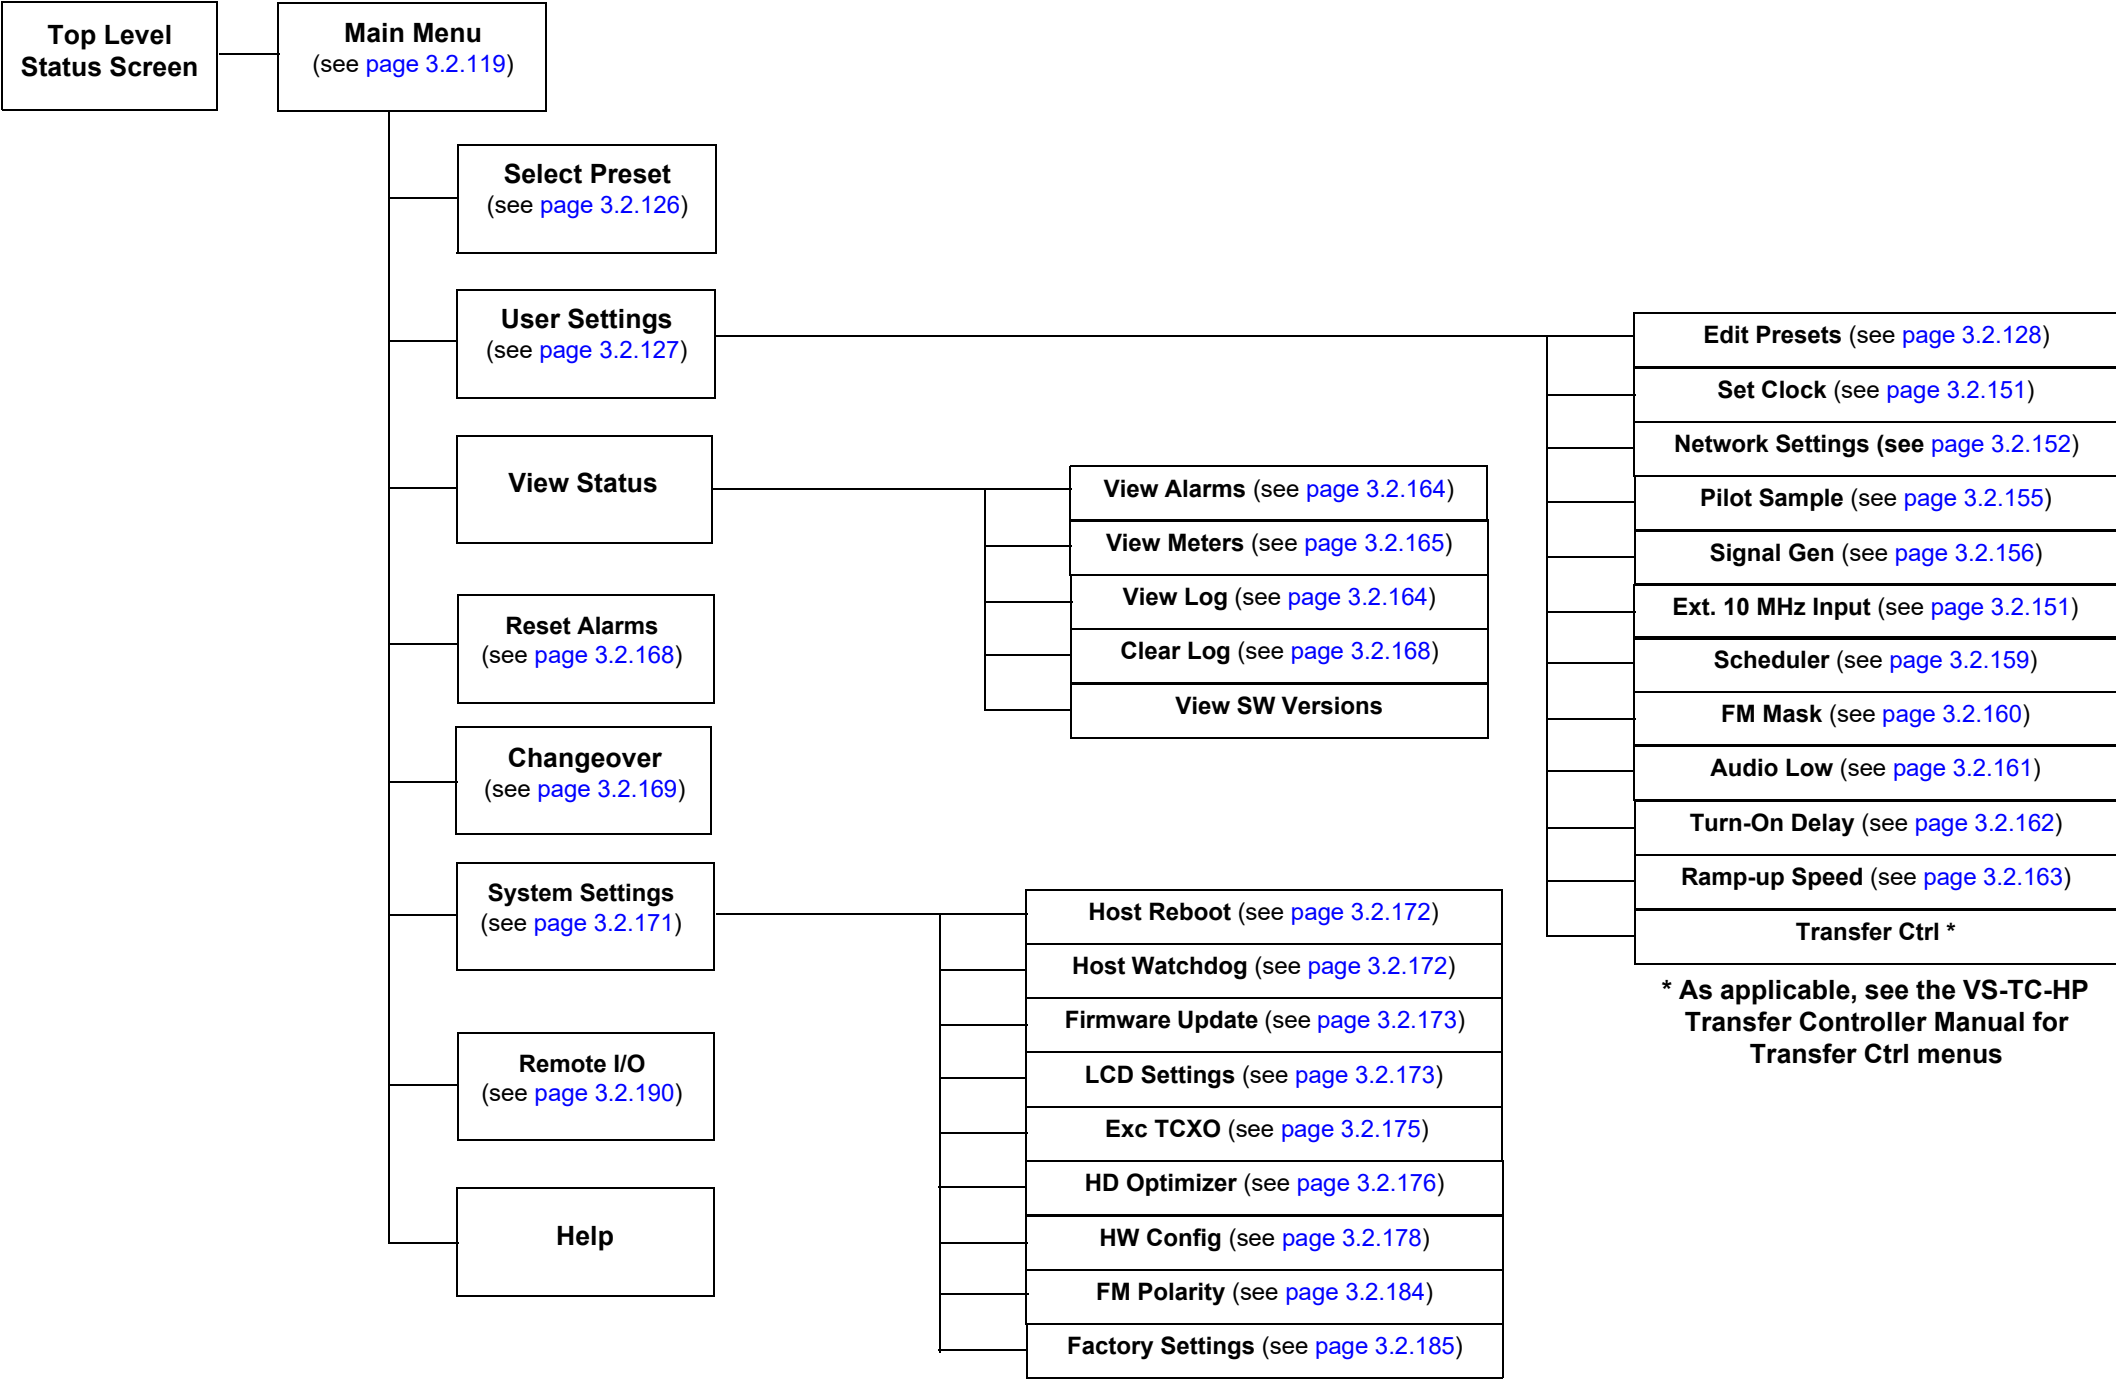 Top Level
Status Screen
Main Menu
(see page 3.2.119)
Select Preset
(see page 3.2.126)
User Settings
(see page 3.2.127)
View Status
Reset Alarms
(see page 3.2.168)
Changeover
(see page 3.2.169)
System Settings
(see page 3.2.171)
Remote I/O
(see page 3.2.190)
Help
View Alarms (see page 3.2.164)
View Meters (see page 3.2.165)
View Log (see page 3.2.164)
Clear Log (see page 3.2.168)
View SW Versions
Host Reboot (see page 3.2.172)
Host Watchdog (see page 3.2.172)
Firmware Update (see page 3.2.173)
LCD Settings (see page 3.2.173)
Exc TCXO (see page 3.2.175)
HD Optimizer (see page 3.2.176)
HW Config (see page 3.2.178)
FM Polarity (see page 3.2.184)
Factory Settings (see page 3.2.185)
Edit Presets (see page 3.2.128)
Set Clock (see page 3.2.151)
Network Settings (see page 3.2.152)
Pilot Sample (see page 3.2.155)
Signal Gen (see page 3.2.156)
Ext. 10 MHz Input (see page 3.2.151)
Scheduler (see page 3.2.159)
FM Mask (see page 3.2.160)
Audio Low (see page 3.2.161)
Turn-On Delay (see page 3.2.162)
Ramp-up Speed (see page 3.2.163)
Transfer Ctrl *
* As applicable, see the VS-TC-HP
Transfer Controller Manual for
Transfer Ctrl menus